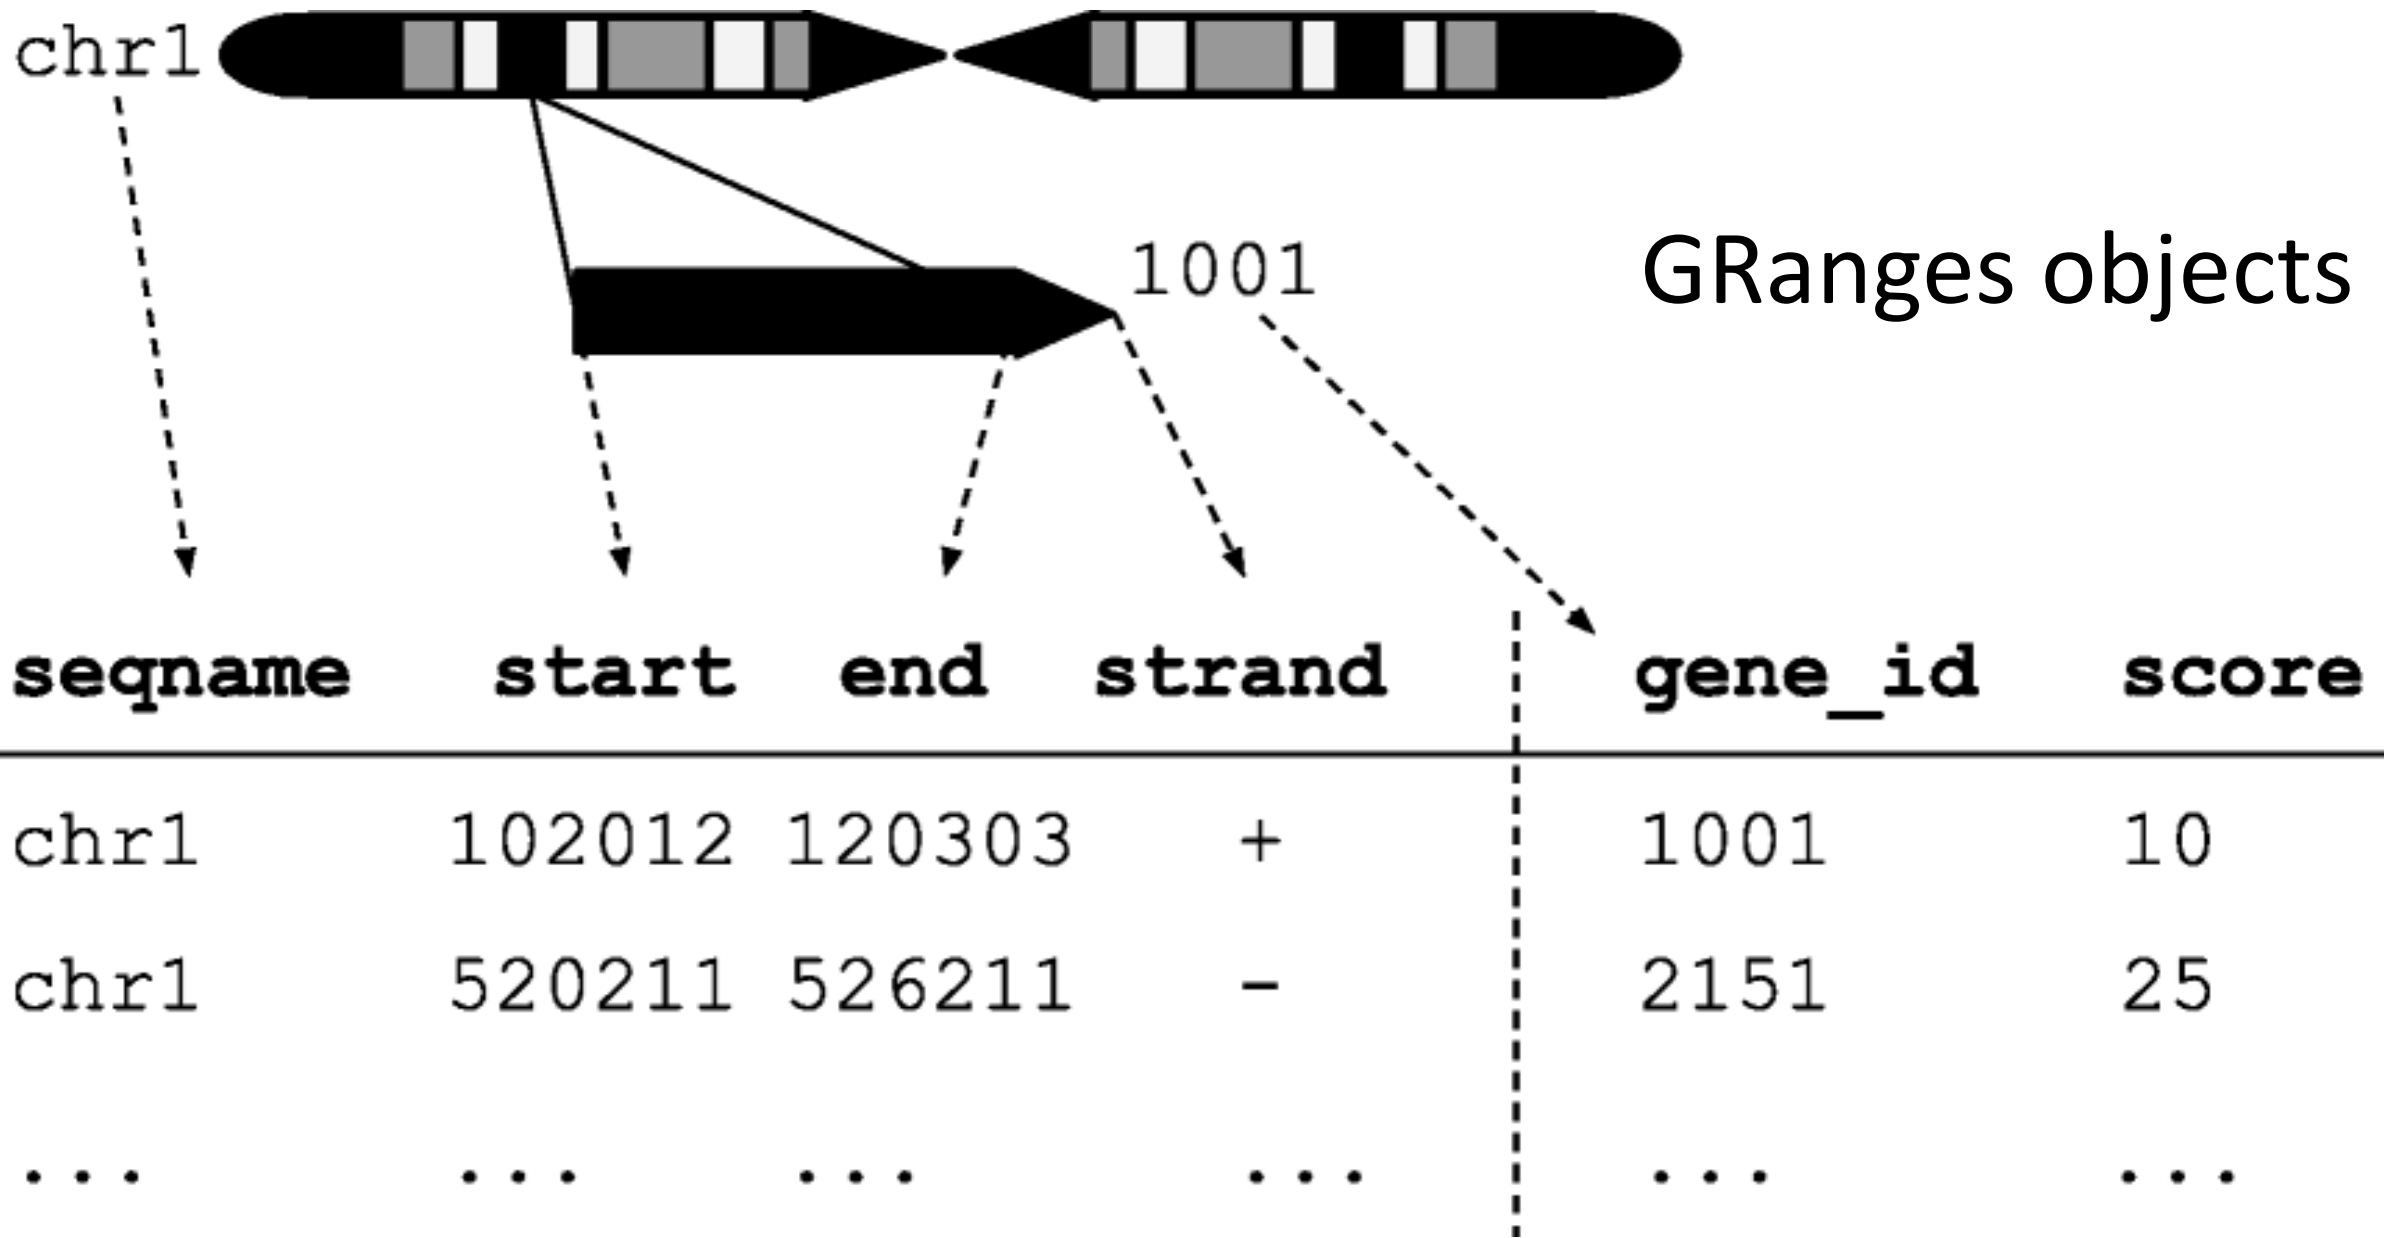 chr1
1001
GRanges objects
seqname start end strand gene_id score
chr1 102012 120303 + 1001 10
chr1 520211 526211 - 2151 25
... ... ... ... ... ...